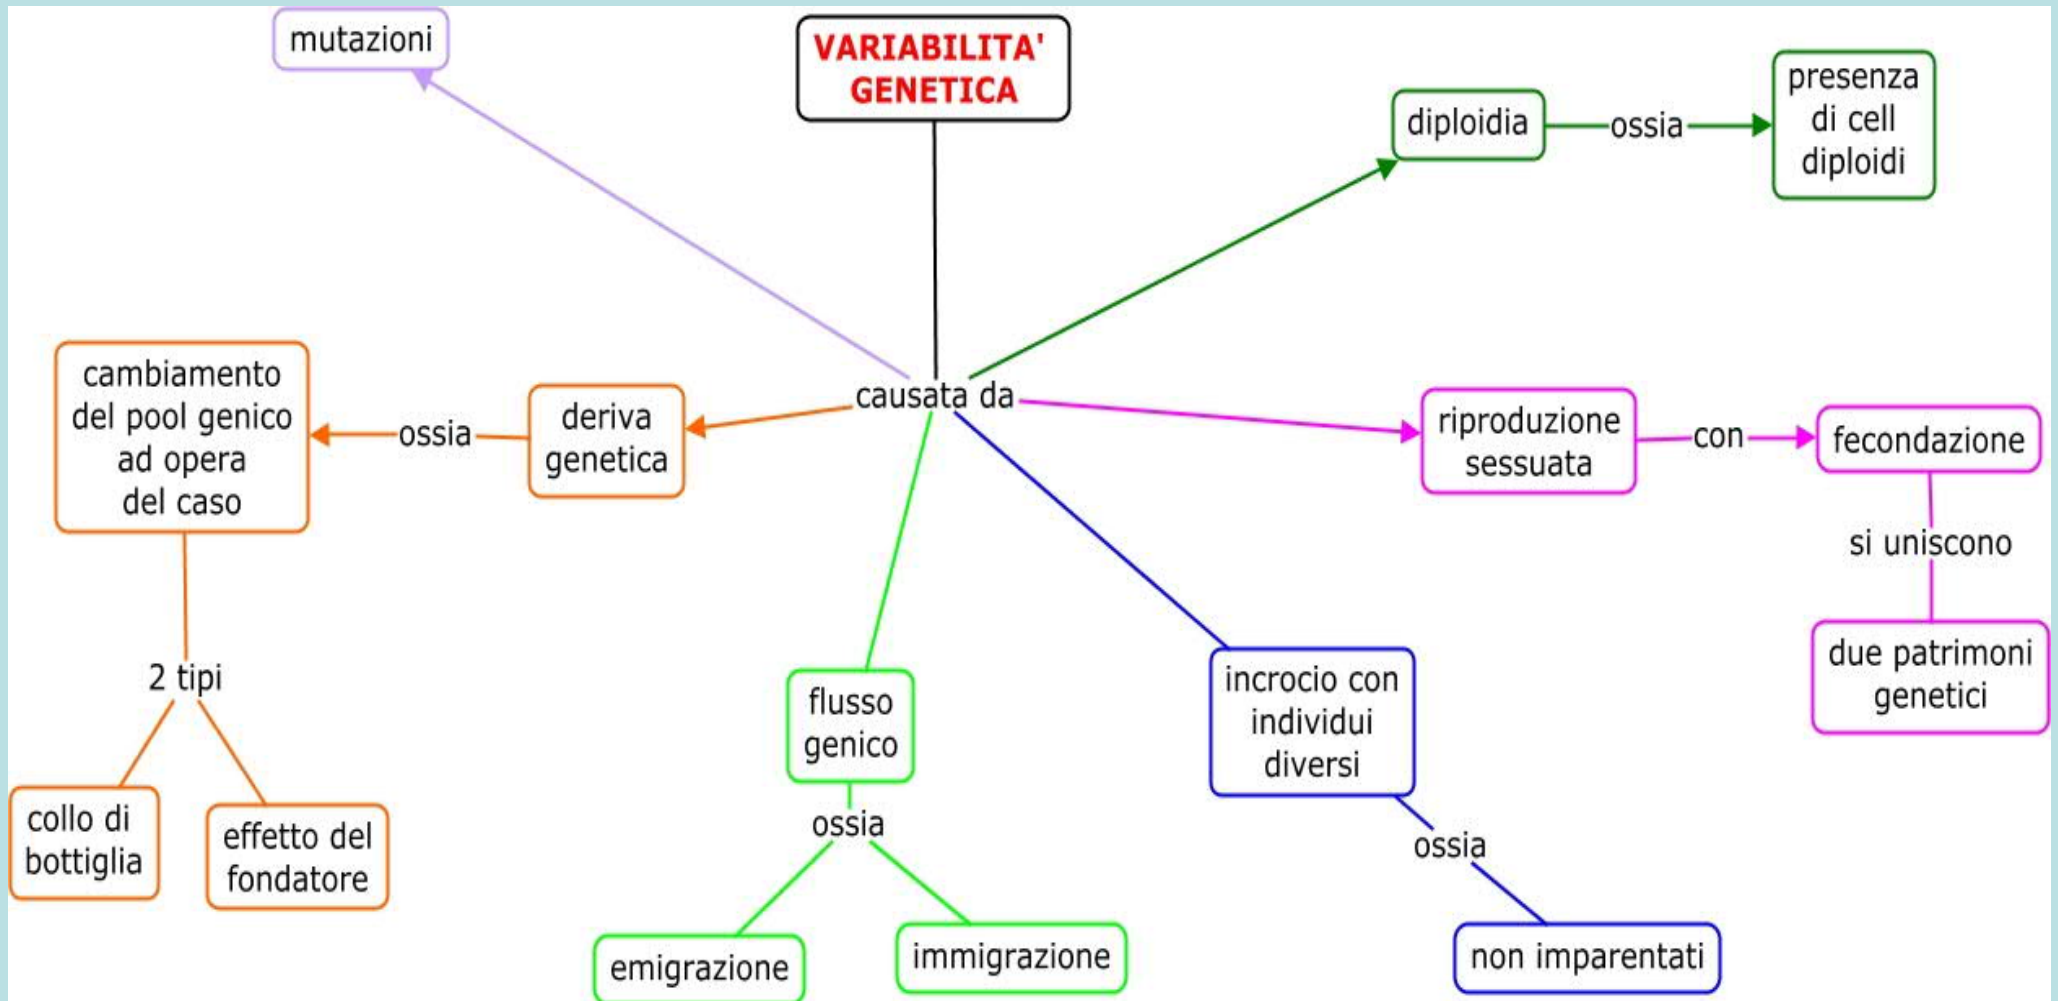 mutazioni
VARIABILITA'
GENETICA
diploidia
ossia
presenza
di cell
diploidi
causata da
cambiamento
del pool genico
ad opera
del caso
ossia
deriva
genetica
riproduzione
sessuata
con
fecondazione
si uniscono
due patrimoni
genetici
2 tipi
collo di
bottiglia
effetto del
fondatore
flusso
genico
ossia
emigrazione
immigrazione
incrocio con
individui
diversi
ossia
non imparentati